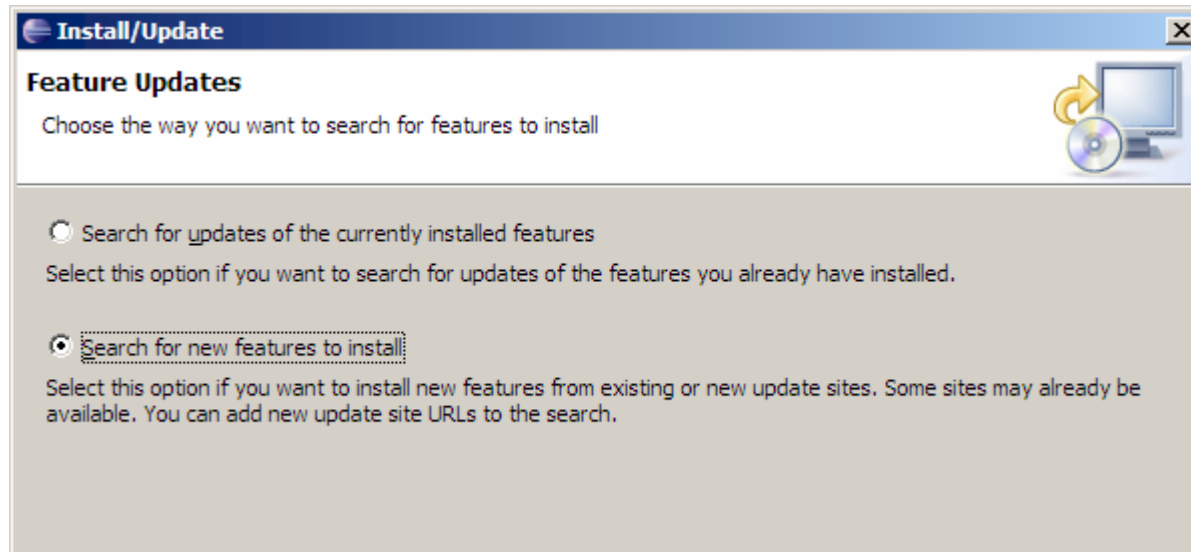 Install/Update
Feature Updates
Choose the way you want to search for features to install
Search for updates of the currently installed features
Select this option if you want to search for updates of the features you already have installed.
Search for new features to install
Select this option if you want to install new features from existing or new update sites. Some sites may already be
available. You can add new update site URLs to the search.